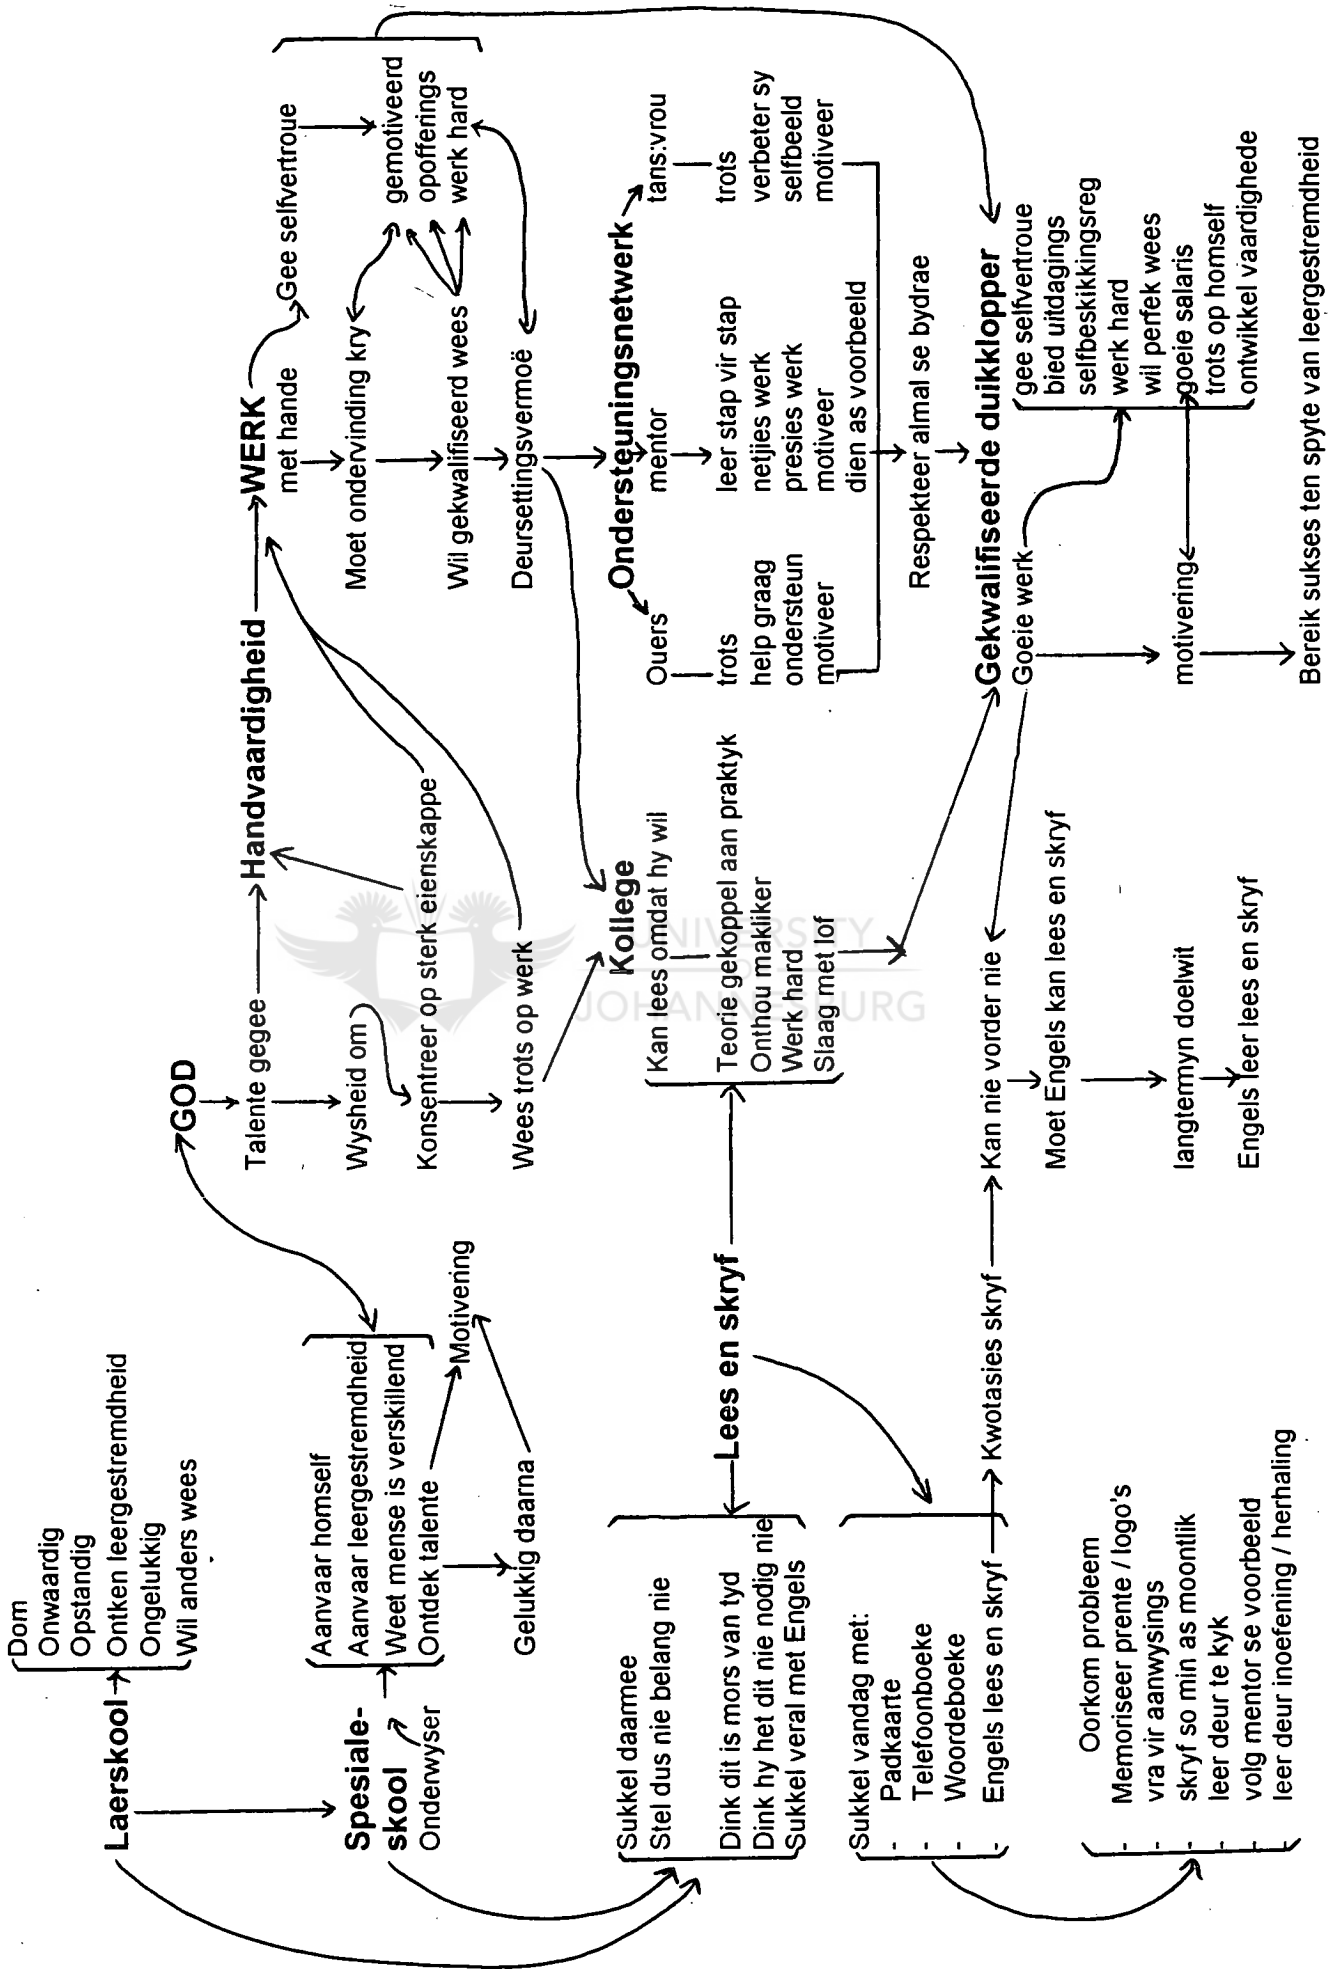 Laerskool
Dom
Onwaardig
Opstandig
Ontken leergestremdheid
Ongelukkig
Wil anders wees
Spesiale-
skool
Onderwyser
Aanvaar homself
Aanvaar leergestremdheid
Weet mense is verskillend
Ontdek talente
Motivering
Gelukkig daarna
GOD
Talente gegee
Wysheid om
Konsentreer op sterk eienskappe
Wees trots op werk
Handvaardigheid
WERK
met hande
Moet ondervinding kry
Wil gekwalifiseerd wees
Deursettingsvermoë
Gee selfvertroue
gemotiveerd
opofferings
werk hard
Lees en skryf
Sukkel daarmee
Stel dus nie belang nie
Dink dit is mors van tyd
Dink hy het dit nie nodig nie
Sukkel veral met Engels
Kollege
Kan lees omdat hy wil
Teorie gekoppel aan praktyk
Onthou makliker
Werk hard
Slaag met lof
Ondersteuningsnetwerk
Ouers
trots
help graag
ondersteun
motiveer
mentor
leer stap vir stap
netjies werk
presies werk
motiveer
dien as voorbeeld
tans:vrou
trots
verbeter sy
selfbeeld
motiveer
Respekteer almal se bydrae
Sukkel vandag met:
- Padkaarte
- Telefoonboeke
- Woordeboeke
- Engels lees en skryf
Kwotasies skryf
Kan nie vorder nie
Moet Engels kan lees en skryf
langtermyn doelwit
Engels leer lees en skryf
Gekwalifiseerde duikklopper
Goeie werk
motivering
Bereik sukses ten spyte van leergestremdheid
gee selfvertroue
bied uitdagings
selfbeskikkingsreg
werk hard
wil perfek wees
goeie salaris
trots op homself
ontwikkel vaardighede
Oorkom probleem
- Memoriseer prente / logo's
- vra vir aanwysings
- skryf so min as moontlik
- leer deur te kyk
- volg mentor se voorbeeld
- leer deur inoefening / herhaling
UNIVERSITY
OF
JOHANNESBURG